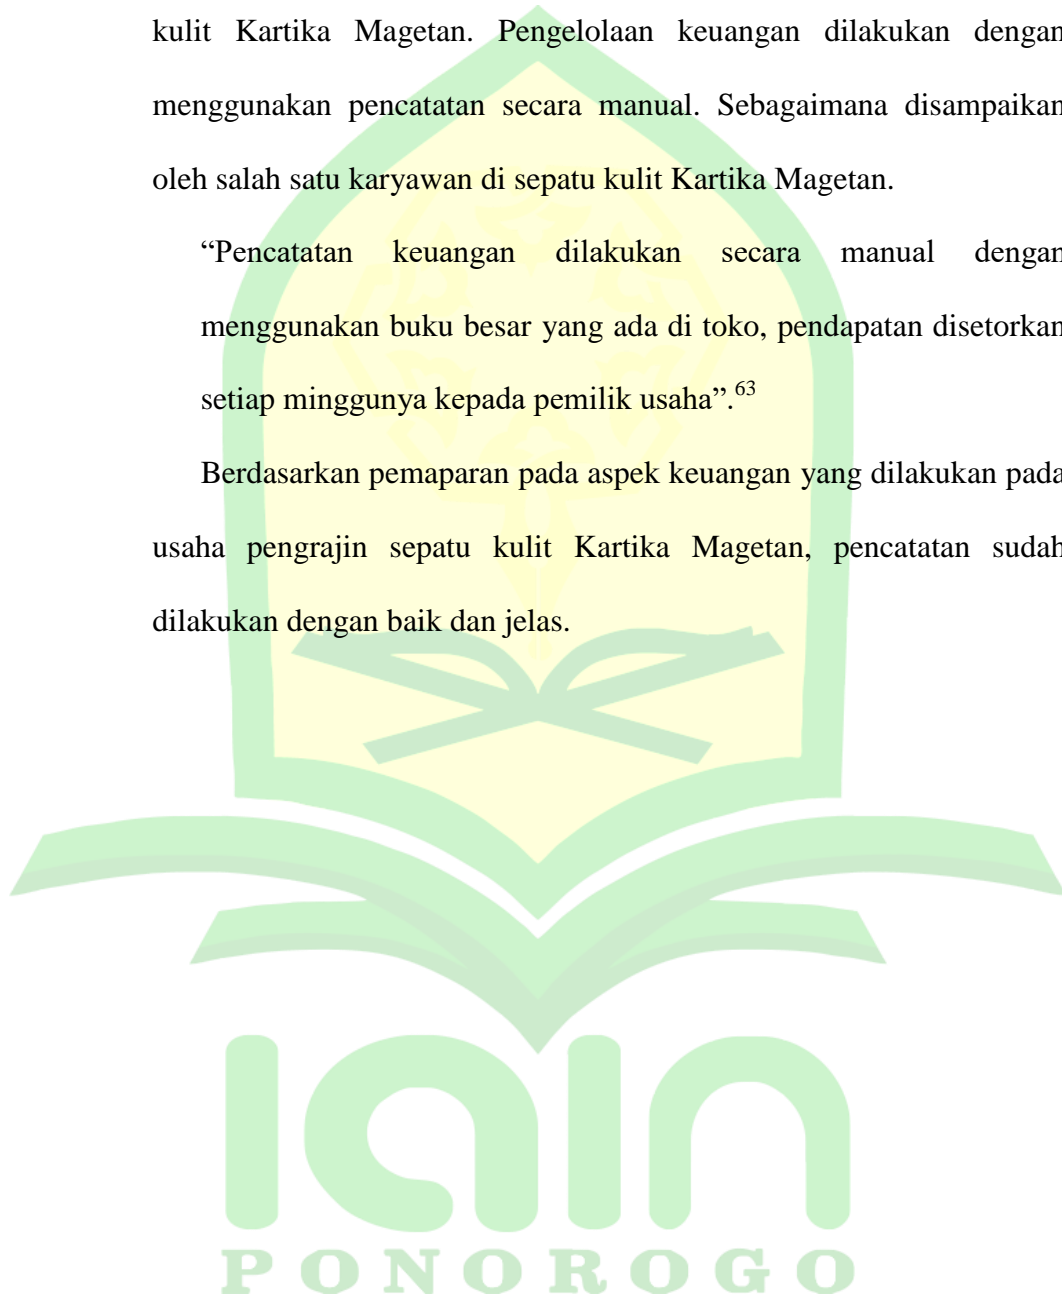 kulit Kartika Magetan. Pengelolaan keuangan dilakukan dengan
menggunakan pencatatan secara manual. Sebagaimana disampaikan
oleh salah satu karyawan di sepatu kulit Kartika Magetan.
“Pencatatan keuangan dilakukan secara manual dengan
menggunakan buku besar yang ada di toko, pendapatan disetorkan
setiap minggunya kepada pemilik usaha”.63
Berdasarkan pemaparan pada aspek keuangan yang dilakukan pada
usaha pengrajin sepatu kulit Kartika Magetan, pencatatan sudah
dilakukan dengan baik dan jelas.
IAIN
PONOROGO